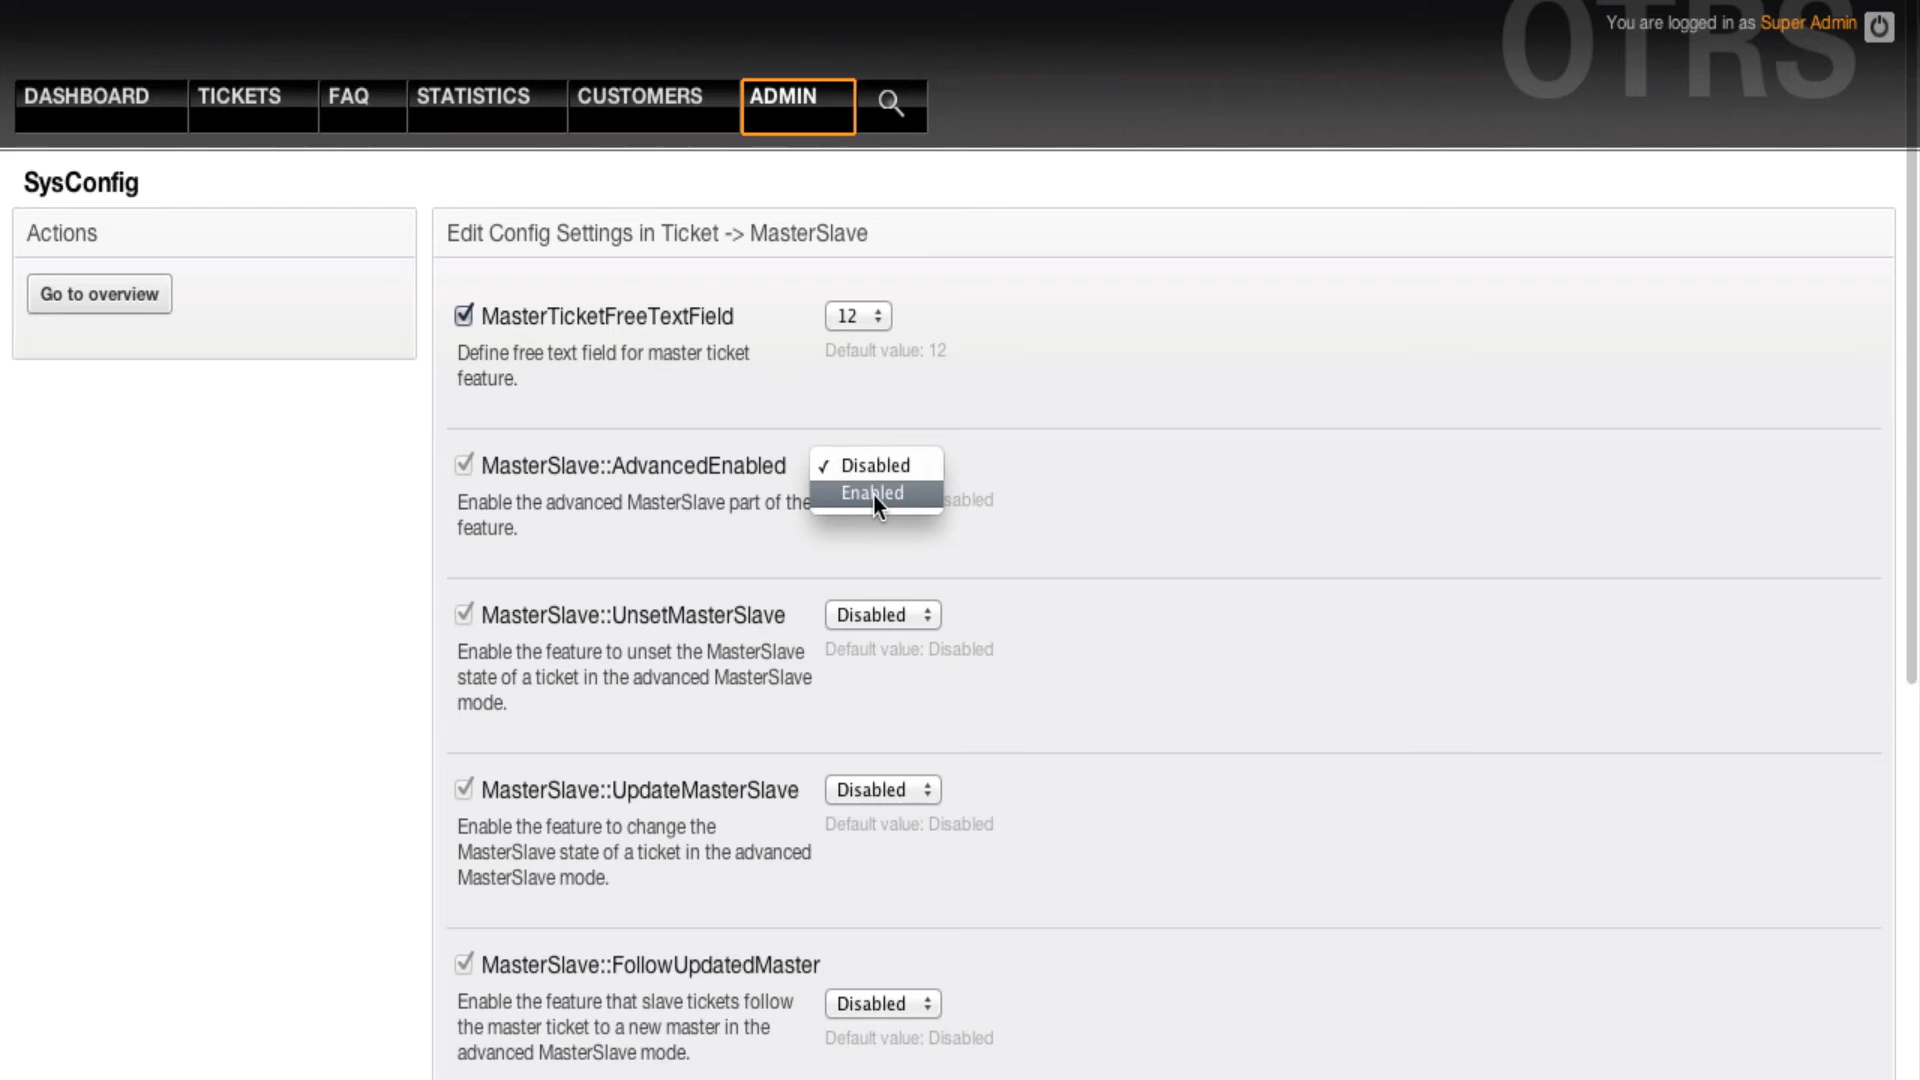 OTRS
You are logged in as Super Admin
DASHBOARD TICKETS FAQ STATISTICS CUSTOMERS ADMIN
SysConfig
Actions
Go to overview
Edit Config Settings in Ticket -> MasterSlave
MasterTicketFreeTextField 12
Define free text field for master ticket
feature.
Default value: 12
MasterSlave::AdvancedEnabled
✓ Disabled
Enabled
Enable the advanced MasterSlave part of the
feature.
sabled
MasterSlave::UnsetMasterSlave Disabled
Enable the feature to unset the MasterSlave
state of a ticket in the advanced MasterSlave
mode.
Default value: Disabled
MasterSlave::UpdateMasterSlave Disabled
Enable the feature to change the
MasterSlave state of a ticket in the advanced
MasterSlave mode.
Default value: Disabled
MasterSlave::FollowUpdatedMaster
Enable the feature that slave tickets follow
the master ticket to a new master in the
advanced MasterSlave mode.
Disabled
Default value: Disabled